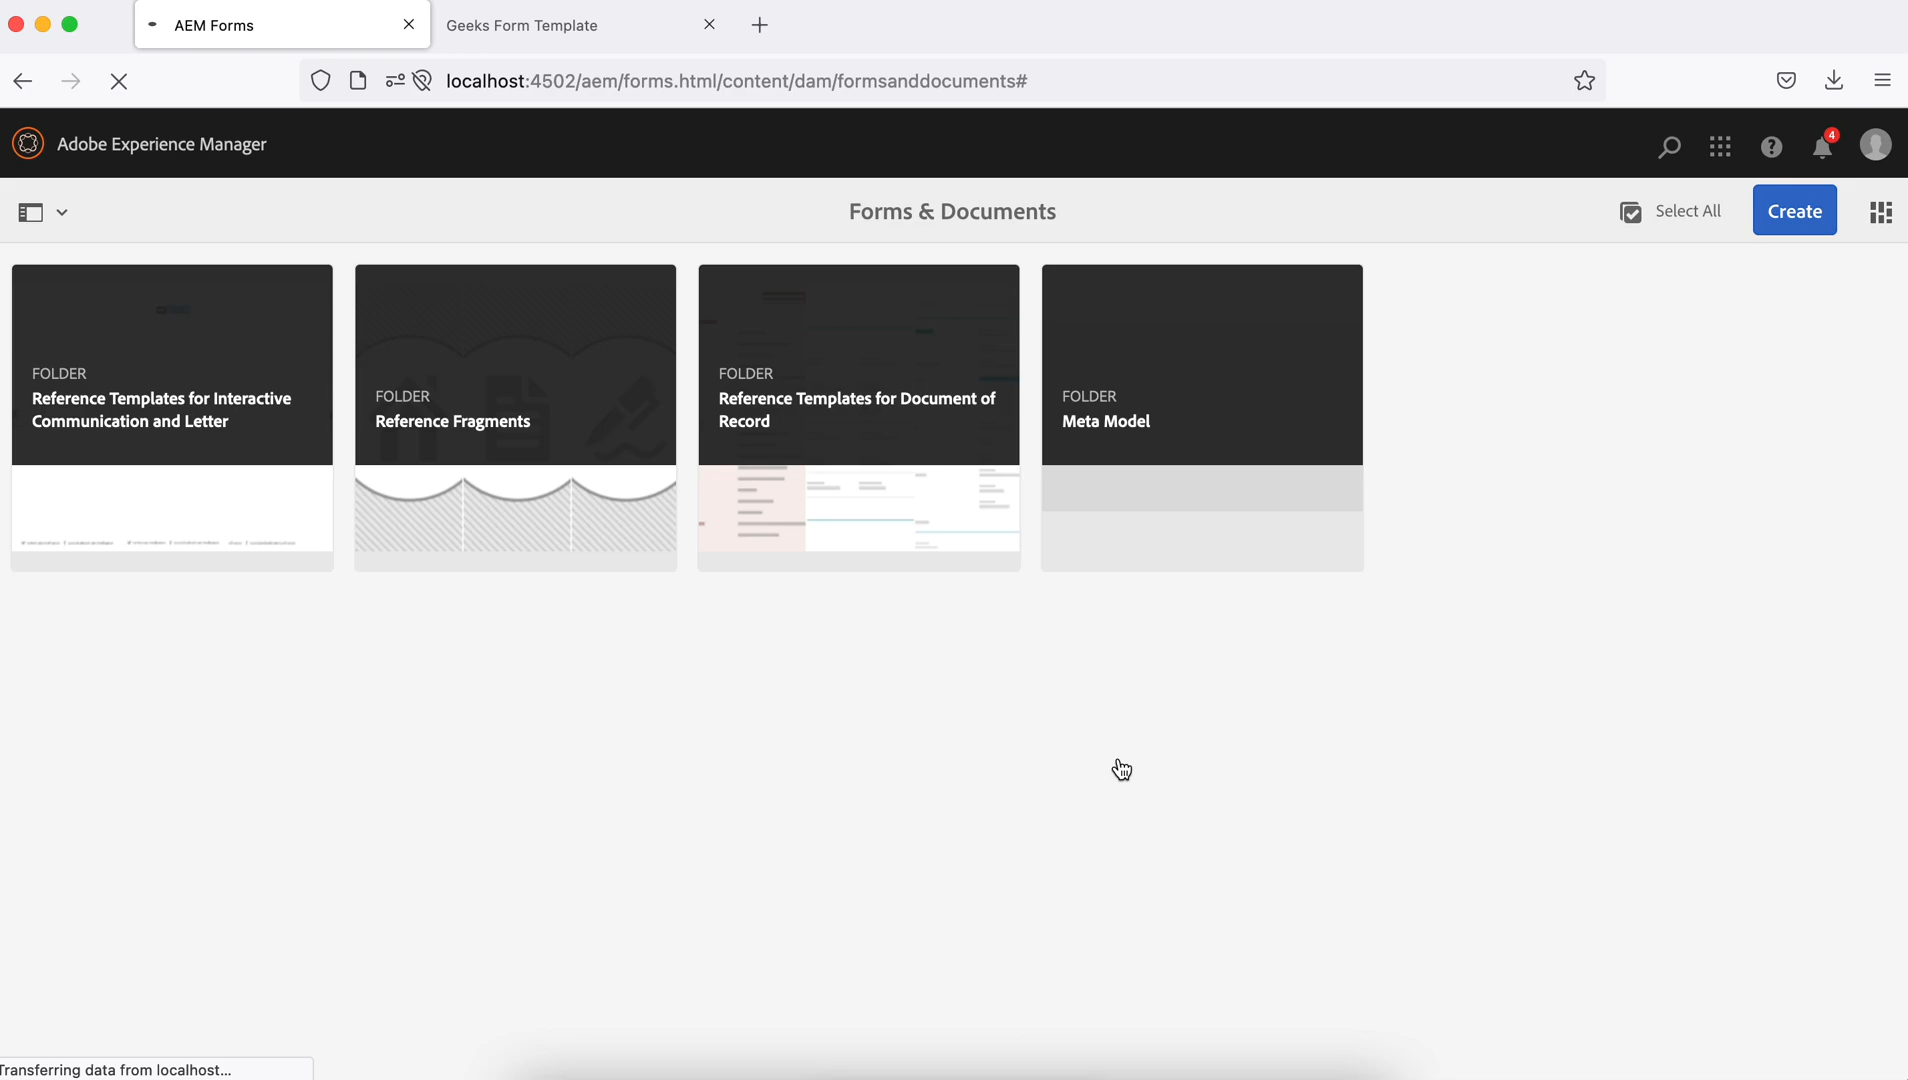 AEM Forms
Geeks Form Template
localhost:4502/aem/forms.html/content/dam/formsanddocuments#
Adobe Experience Manager
4
Forms & Documents
Select All
Create
FOLDER
Reference Templates for Interactive
Communication and Letter
FOLDER
Reference Fragments
FOLDER
Reference Templates for Document of
Record
FOLDER
Meta Model
Transferring data from localhost...